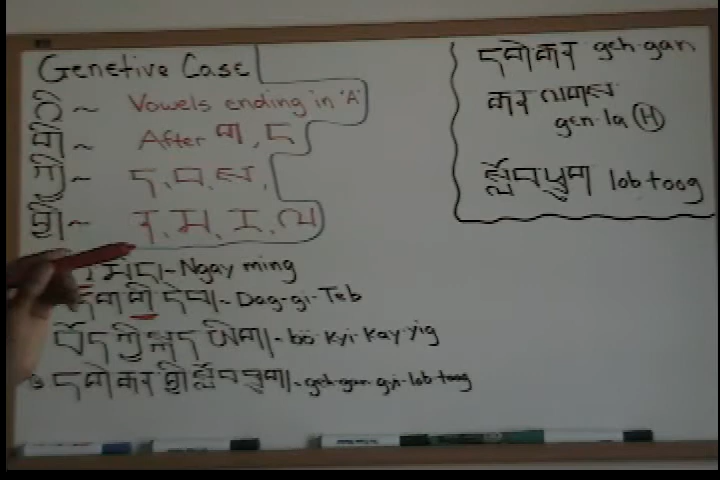 Genetive Case
འི ~ Vowels ending in 'A'
གི ~ After ག , ང
ཀྱི ~ ད, བ, ས,
གྱི ~ ན, མ, ར, ལ
མིང།- Ngay ming
དག་གི་དེབ།- Dag-gi-Teb
བོད་ཀྱི་སྐད་ཡིག།- bö-kyi-kay-yig
དགེ་རྒན་གྱི་སློབ་ཕྲུག།- geh-gan-gyi-lob-toog
དགེ་རྒན geh-gan
རྒན་ལགས
gen-la (H)
སློབ་ཕྲུག lob-toog